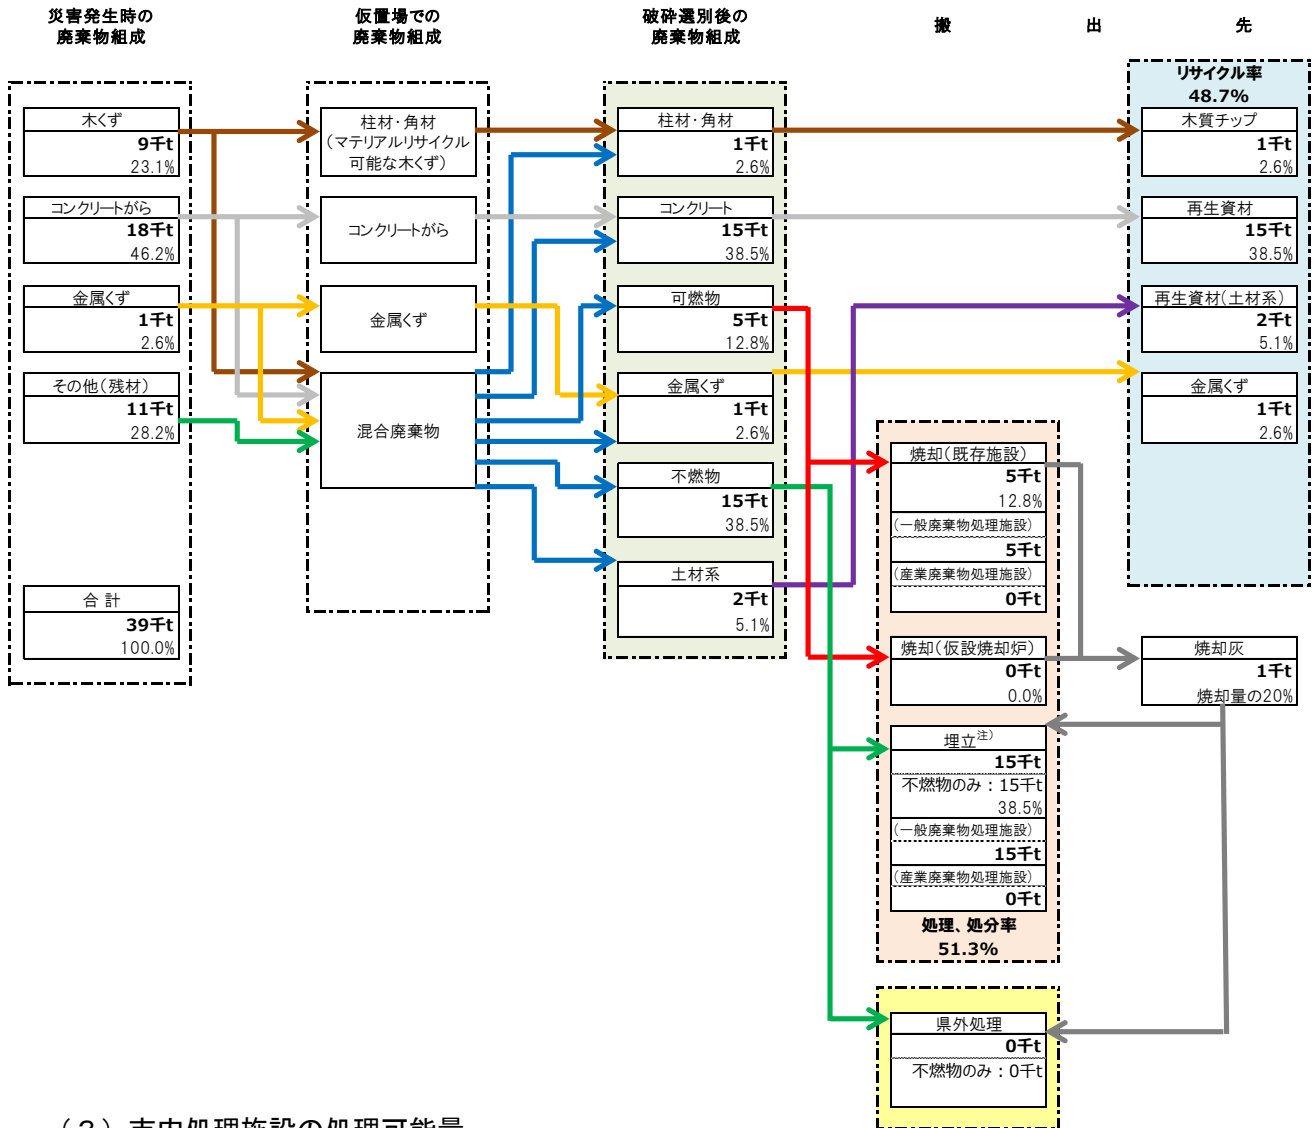 災害発生時の
廃棄物組成
仮置場での
廃棄物組成
破砕選別後の
廃棄物組成
搬 出 先
木くず
9千t
23.1%
コンクリートがら
18千t
46.2%
金属くず
1千t
2.6%
その他(残材)
11千t
28.2%
合 計
39千t
100.0%
柱材・角材
(マテリアルリサイクル
可能な木くず)
コンクリートがら
金属くず
混合廃棄物
柱材・角材
1千t
2.6%
コンクリート
15千t
38.5%
可燃物
5千t
12.8%
金属くず
1千t
2.6%
不燃物
15千t
38.5%
土材系
2千t
5.1%
焼却(既存施設)
5千t
12.8%
(一般廃棄物処理施設)
5千t
(産業廃棄物処理施設)
0千t
焼却(仮設焼却炉)
0千t
0.0%
埋立注)
15千t
不燃物のみ:15千t
38.5%
(一般廃棄物処理施設)
15千t
(産業廃棄物処理施設)
0千t
処理、処分率
51.3%
県外処理
0千t
不燃物のみ:0千t
リサイクル率
48.7%
木質チップ
1千t
2.6%
再生資材
15千t
38.5%
再生資材(土材系)
2千t
5.1%
金属くず
1千t
2.6%
焼却灰
1千t
焼却量の20%